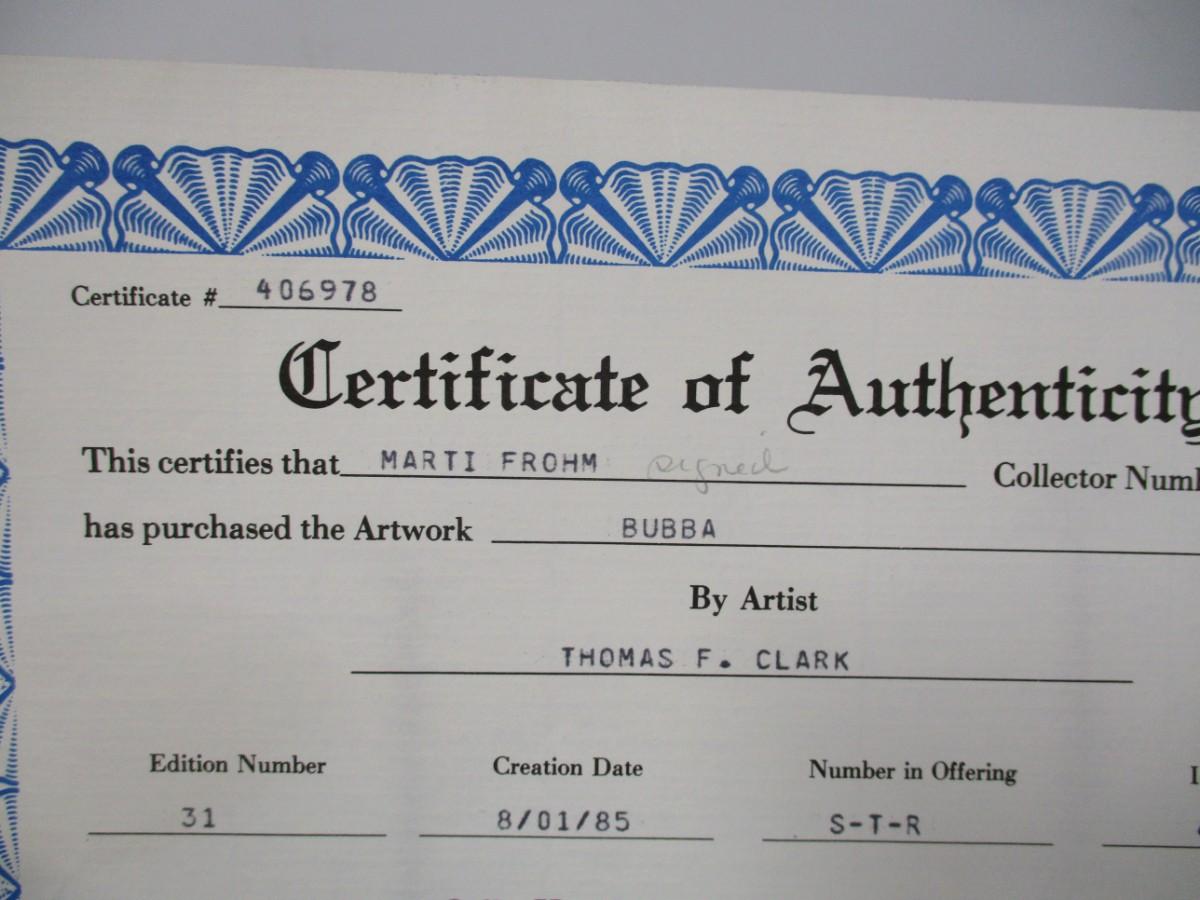 Certificate # 406978
Certificate of Authenticity
This certifies that MARTI FROHM signed Collector Numb
has purchased the Artwork BUBBA
By Artist
THOMAS F. CLARK
Edition Number Creation Date Number in Offering
31 8/01/85 S-T-R